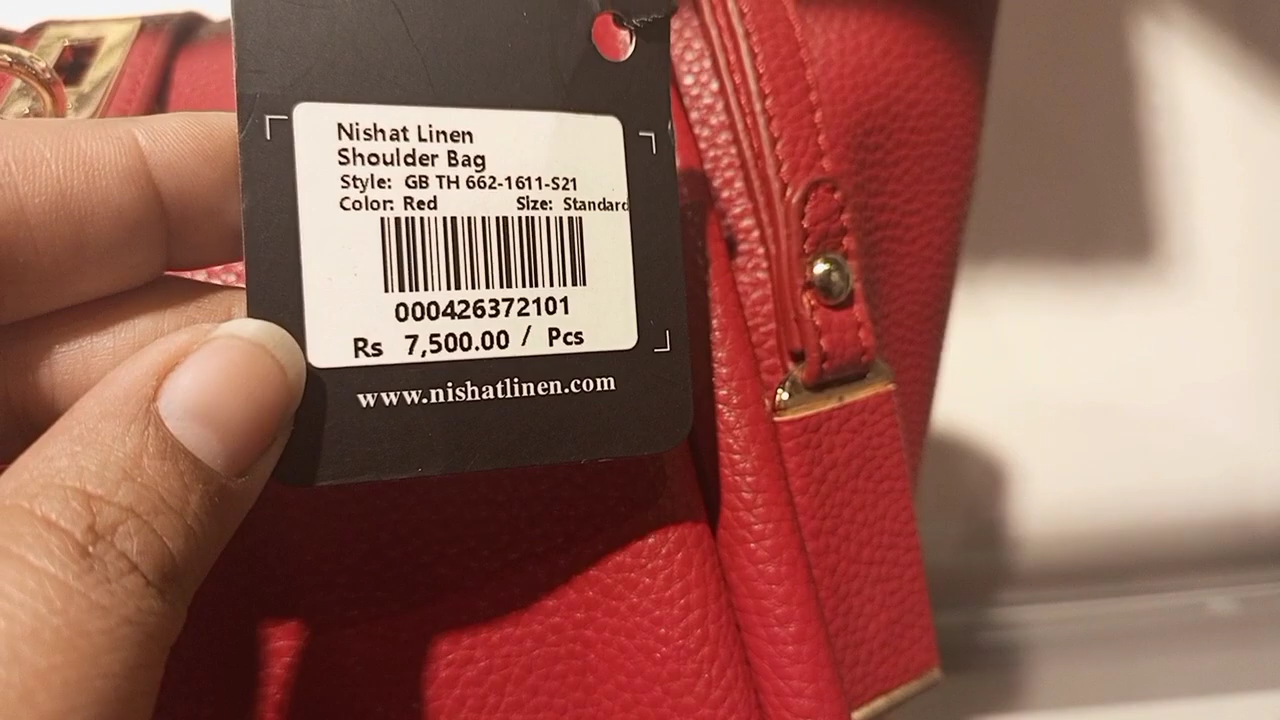 Nishat Linen
Shoulder Bag
Style: GB TH 662-1611-S21
Color: Red Size: Standard
000426372101
Rs 7,500.00 / Pcs
www.nishatlinen.com